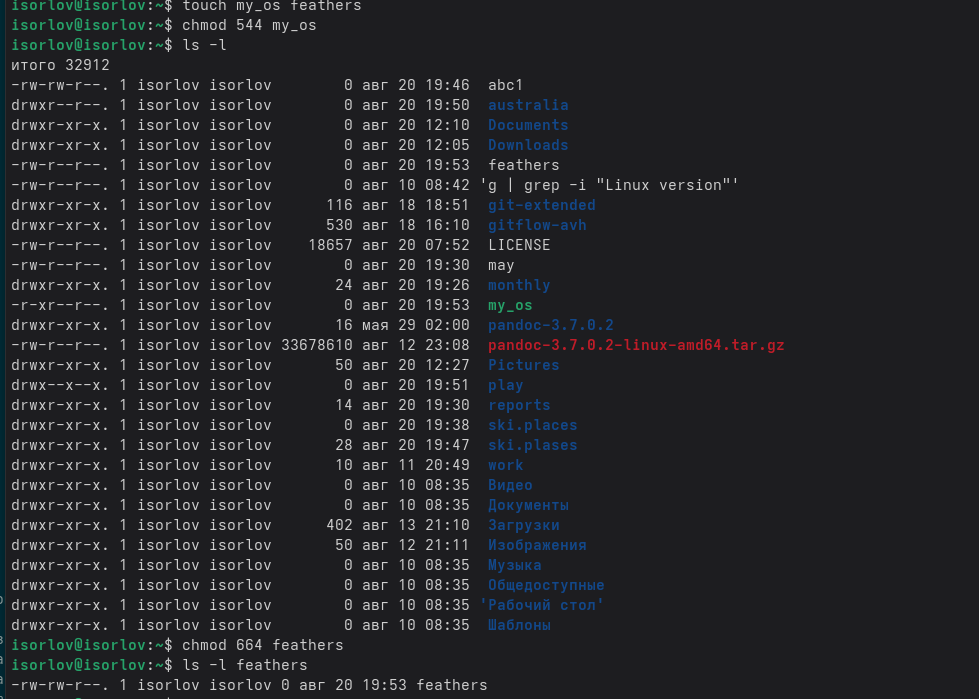 isorlov@isorlov:~$ touch my_os feathers
isorlov@isorlov:~$ chmod 544 my_os
isorlov@isorlov:~$ ls -l
итого 32912
-rw-rw-r--. 1 isorlov isorlov        0 авг 20 19:46  abc1
drwxr--r--. 1 isorlov isorlov        0 авг 20 19:50  australia
drwxr-xr-x. 1 isorlov isorlov        0 авг 20 12:10  Documents
drwxr-xr-x. 1 isorlov isorlov        0 авг 20 12:05  Downloads
-rw-r--r--. 1 isorlov isorlov        0 авг 20 19:53  feathers
-rw-r--r--. 1 isorlov isorlov        0 авг 10 08:42 'g | grep -i "Linux version"'
drwxr-xr-x. 1 isorlov isorlov      116 авг 18 18:51  git-extended
drwxr-xr-x. 1 isorlov isorlov      530 авг 18 16:10  gitflow-avh
-rw-r--r--. 1 isorlov isorlov    18657 авг 20 07:52  LICENSE
-rw-r--r--. 1 isorlov isorlov        0 авг 20 19:30  may
drwxr-xr-x. 1 isorlov isorlov       24 авг 20 19:26  monthly
-r-xr--r--. 1 isorlov isorlov        0 авг 20 19:53  my_os
drwxr-xr-x. 1 isorlov isorlov       16 мая 29 02:00  pandoc-3.7.0.2
-rw-r--r--. 1 isorlov isorlov 33678610 авг 12 23:08  pandoc-3.7.0.2-linux-amd64.tar.gz
drwxr-xr-x. 1 isorlov isorlov       50 авг 20 12:27  Pictures
drwx--x--x. 1 isorlov isorlov        0 авг 20 19:51  play
drwxr-xr-x. 1 isorlov isorlov       14 авг 20 19:30  reports
drwxr-xr-x. 1 isorlov isorlov        0 авг 20 19:38  ski.places
drwxr-xr-x. 1 isorlov isorlov       28 авг 20 19:47  ski.plases
drwxr-xr-x. 1 isorlov isorlov       10 авг 11 20:49  work
drwxr-xr-x. 1 isorlov isorlov        0 авг 10 08:35  Видео
drwxr-xr-x. 1 isorlov isorlov        0 авг 10 08:35  Документы
drwxr-xr-x. 1 isorlov isorlov      402 авг 13 21:10  Загрузки
drwxr-xr-x. 1 isorlov isorlov       50 авг 12 21:11  Изображения
drwxr-xr-x. 1 isorlov isorlov        0 авг 10 08:35  Музыка
drwxr-xr-x. 1 isorlov isorlov        0 авг 10 08:35  Общедоступные
drwxr-xr-x. 1 isorlov isorlov        0 авг 10 08:35 'Рабочий стол'
drwxr-xr-x. 1 isorlov isorlov        0 авг 10 08:35  Шаблоны
isorlov@isorlov:~$ chmod 664 feathers
isorlov@isorlov:~$ ls -l feathers
-rw-rw-r--. 1 isorlov isorlov 0 авг 20 19:53 feathers